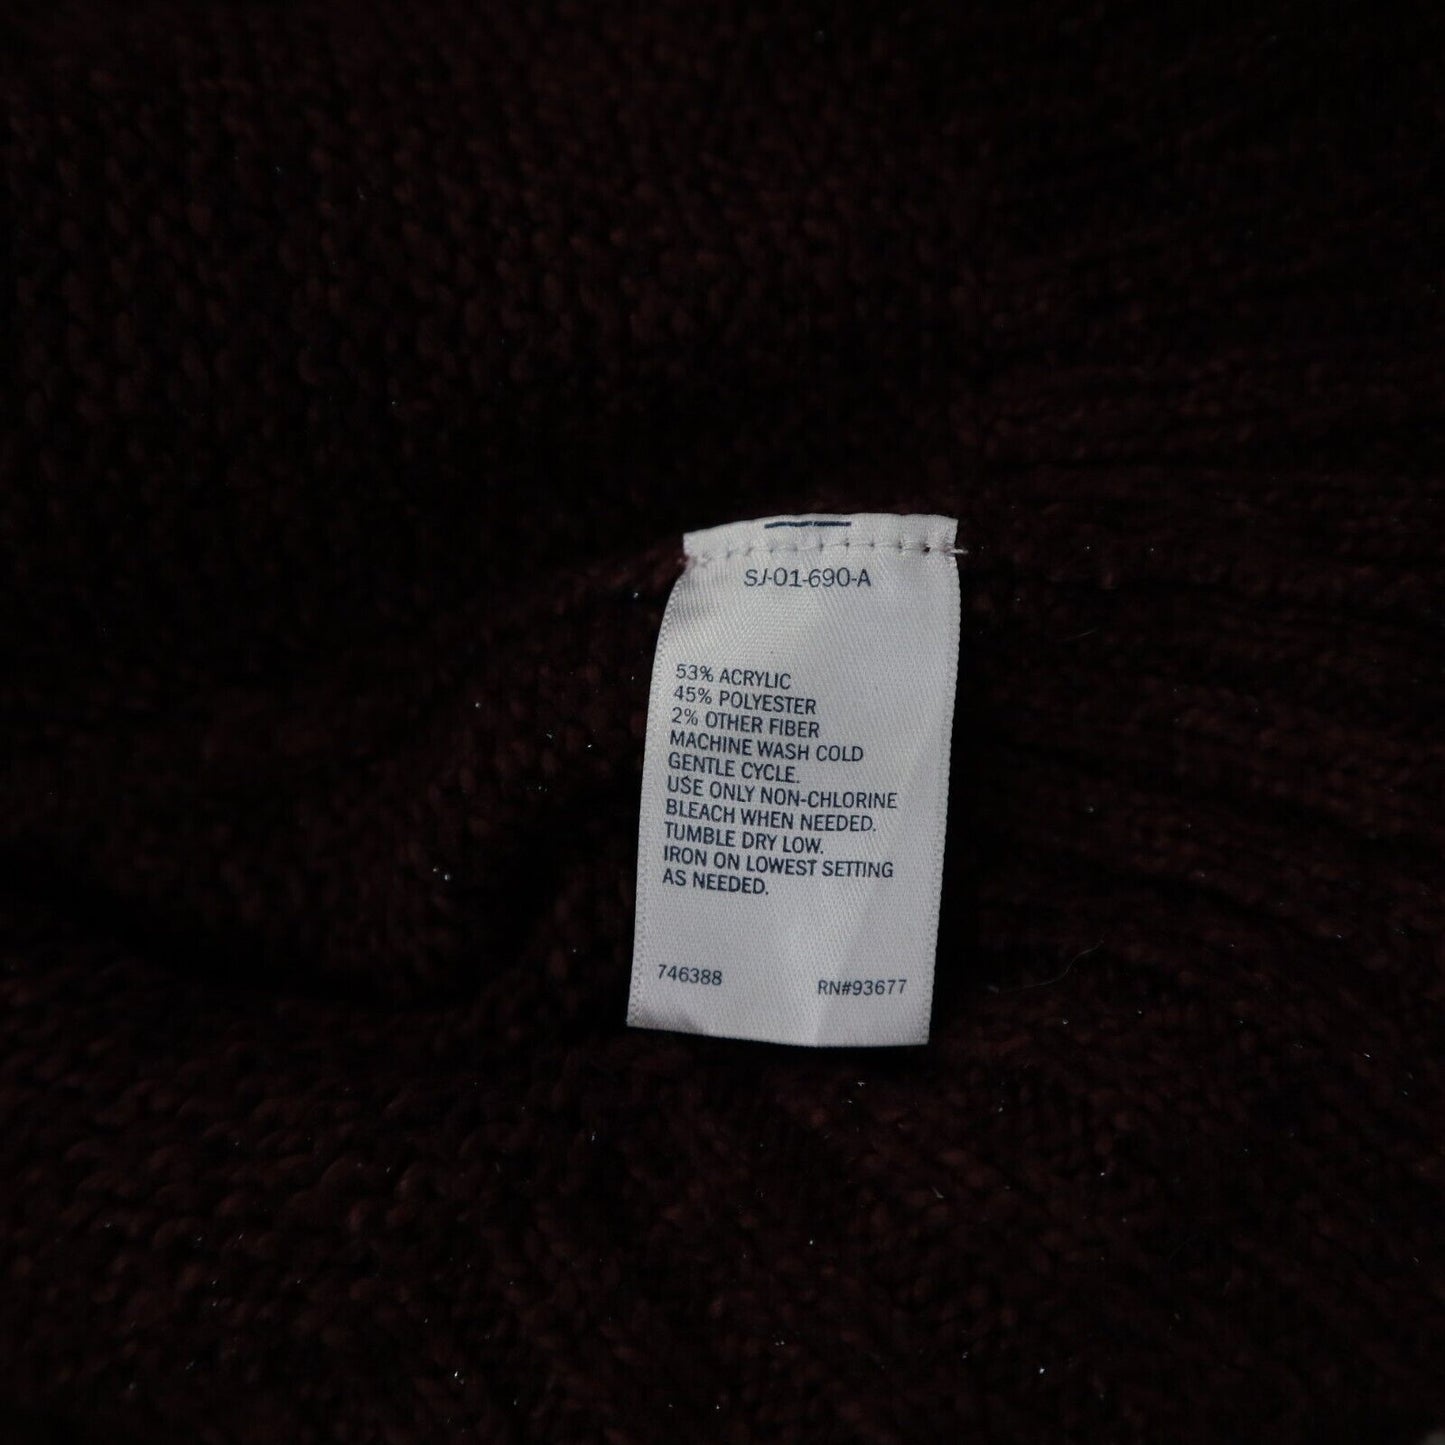 SJ-01-690-A
53% ACRYLIC
45% POLYESTER
2% OTHER FIBER
MACHINE WASH COLD
GENTLE CYCLE.
USE ONLY NON-CHLORINE
BLEACH WHEN NEEDED.
TUMBLE DRY LOW.
IRON ON LOWEST SETTING
AS NEEDED.
746388 RN#93677